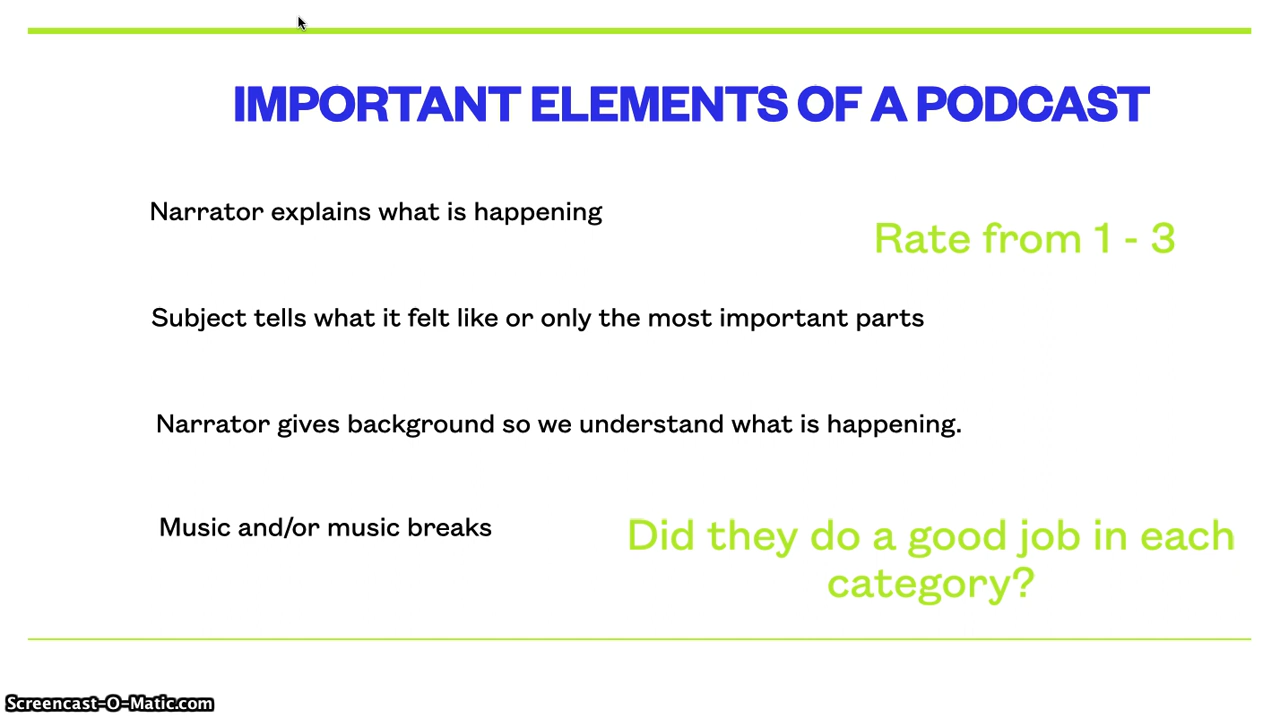 IMPORTANT ELEMENTS OF A PODCAST
Narrator explains what is happening
Rate from 1 - 3
Subject tells what it felt like or only the most important parts
Narrator gives background so we understand what is happening.
Music and/or music breaks
Did they do a good job in each
category?
Screencast-O-Matic.com